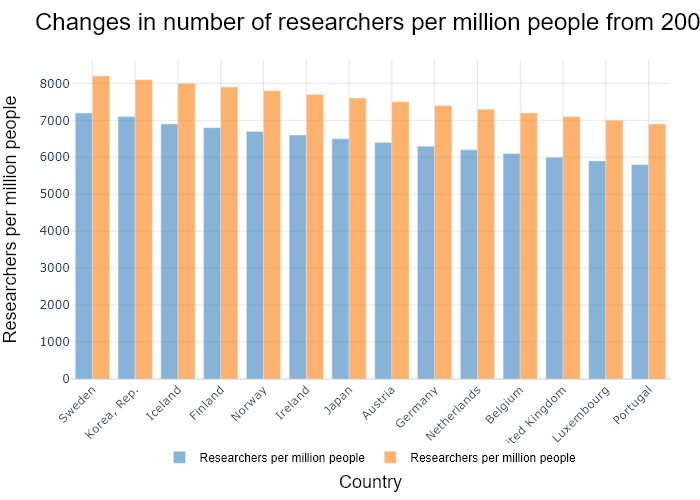 Changes in number of researchers per million people from 200
Researchers per million people
8000
7000
6000
5000
4000
3000
2000
1000
0
Sweden
Korea, Rep.
Iceland
Finland
Norway
Ireland
Japan
Austria
Germany
Netherlands
Belgium
ited Kingdom
Luxembourg
Portugal
Researchers per million people
Researchers per million people
Country